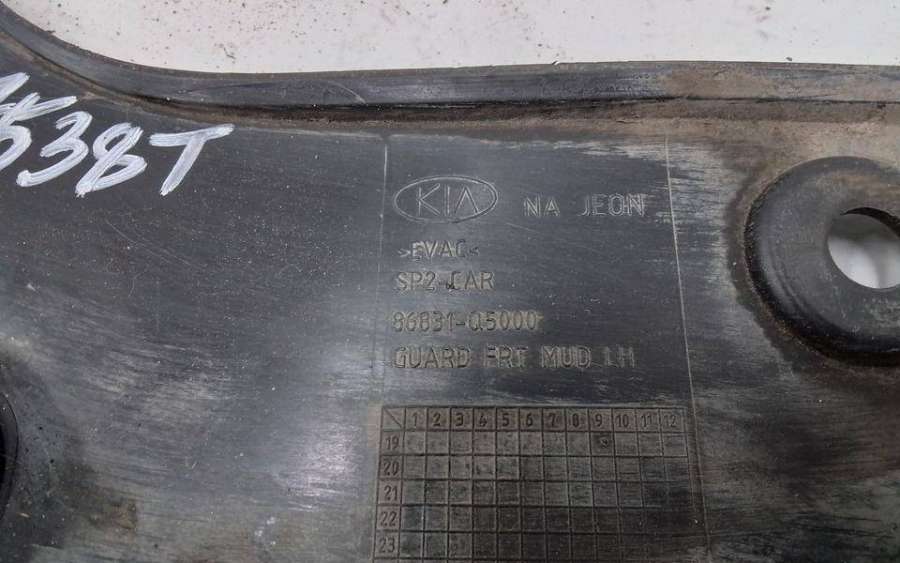 538T
KIA NA JEON
>EVAC<
SP2-CAR
86831-Q5000
GUARD FRT MUD LH
1 2 3 4 5 6 7 8 9 10 11 12
19
20
21
22
23